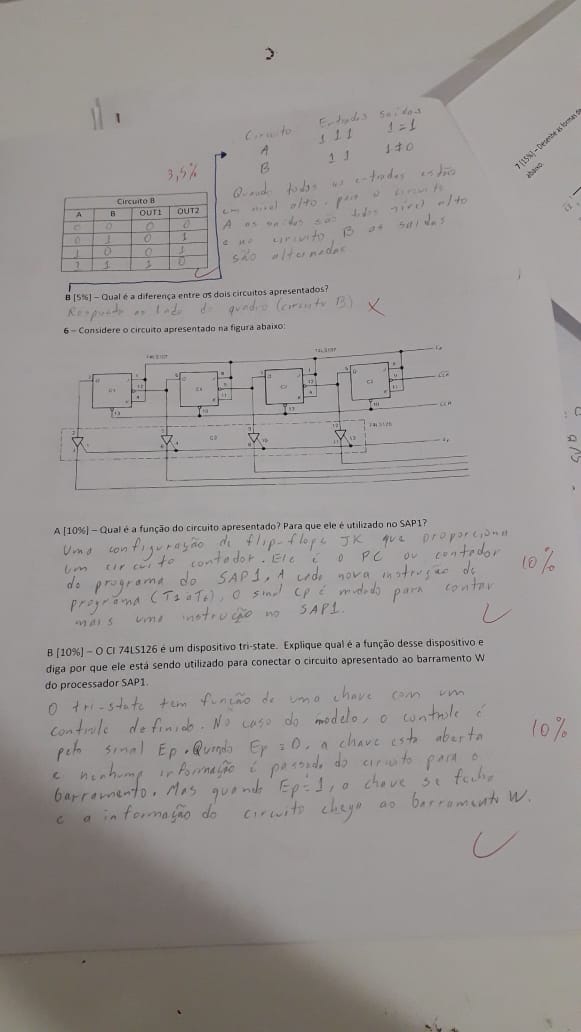 Circuito Entradas Saídas
A 1 1 1 1=1
B 1 1 1≠0
3,5%
Quando todas as entradas estão
em nível alto, para o circuito
A as saídas são todas nível alto
e no circuito B as saídas
são alternadas
Circuito B
A B OUT1 OUT2
0 0 0 0
0 1 0 1
1 0 0 1
1 1 1 0
7 [15%] – Desenhe as formas de
abaixo.
B [5%] – Qual é a diferença entre os dois circuitos apresentados?
Resposta ao lado do quadro (circuito B)
6 – Considere o circuito apresentado na figura abaixo:
74LS107 74LS107
74LS126
A [10%] – Qual é a função do circuito apresentado? Para que ele é utilizado no SAP1?
Uma configuração de flip-flops JK que proporciona
um circuito contador. Ele é o PC ou contador
do programa do SAP1. A cada nova instrução de
programa (T1 a T6), o sinal Cp é mudado para contar
mais uma instrução no SAP1.
10%
B [10%] – O CI 74LS126 é um dispositivo tri-state. Explique qual é a função desse dispositivo e
diga por que ele está sendo utilizado para conectar o circuito apresentado ao barramento W
do processador SAP1.
O tri-state tem função de uma chave com um
controle definido. No caso do modelo, o controle é
pelo sinal Ep. Quando Ep = 0, a chave esta aberta
e nenhuma informação é passada do circuito para o
barramento. Mas quando Ep = 1, a chave se fecha
e a informação do circuito chega ao barramento W.
10%